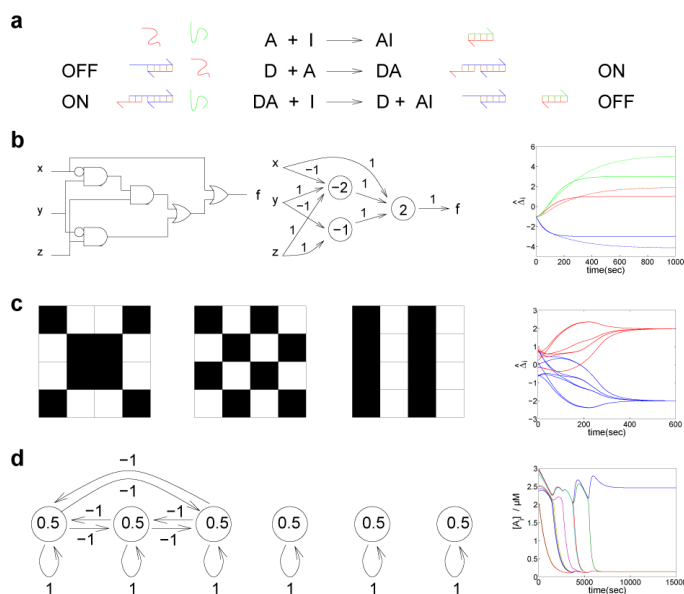 a
A + I → AI
OFF D + A → DA ON
ON DA + I → D + AI OFF
b
x
y
z
f
x
y
z
−1
1
−1
1
1
1
−2
−1
1
1
2
1
f
6
4
2
0
−2
−4
Δ̂i
0 200 400 600 800 1000
time(sec)
c
3
2
1
0
−1
−2
−3
Δ̂i
0 200 400 600
time(sec)
d
−1
−1
−1
−1
−1
−1
0.5 0.5 0.5 0.5 0.5 0.5
1 1 1 1 1 1
3
2.5
2
1.5
1
0.5
0
[Ai] / μM
0 5000 10000 15000
time(sec)